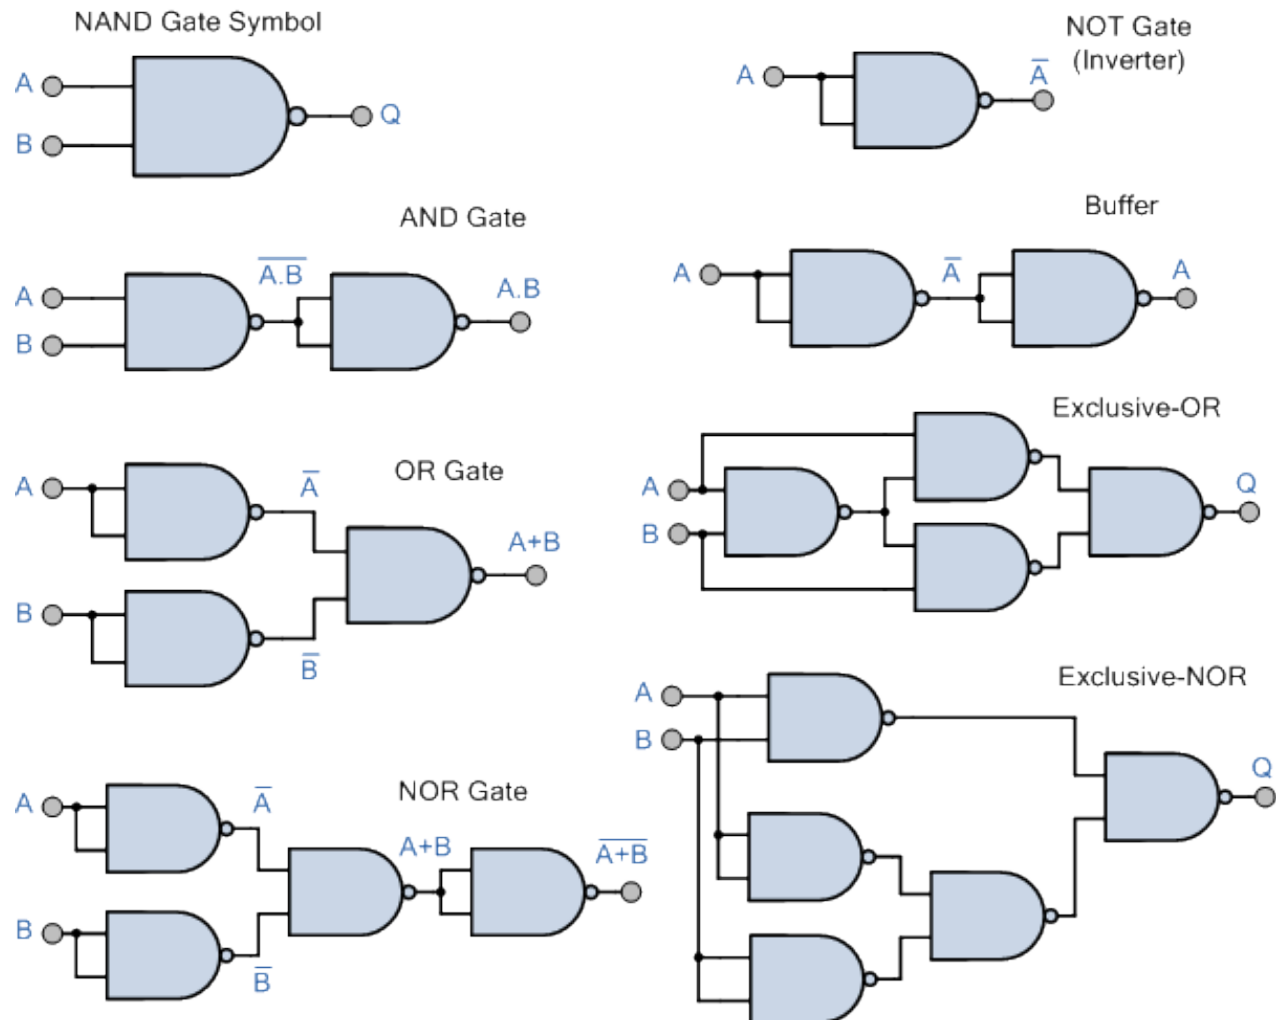 NAND Gate Symbol
A
B
Q
NOT Gate
(Inverter)
A
A̅
AND Gate
A
B
A̅.̅B̅
A.B
Buffer
A
A̅
A
OR Gate
A
B
A̅
B̅
A+B
Exclusive-OR
A
B
Q
NOR Gate
A
B
A̅
B̅
A+B
A̅+̅B̅
Exclusive-NOR
A
B
Q